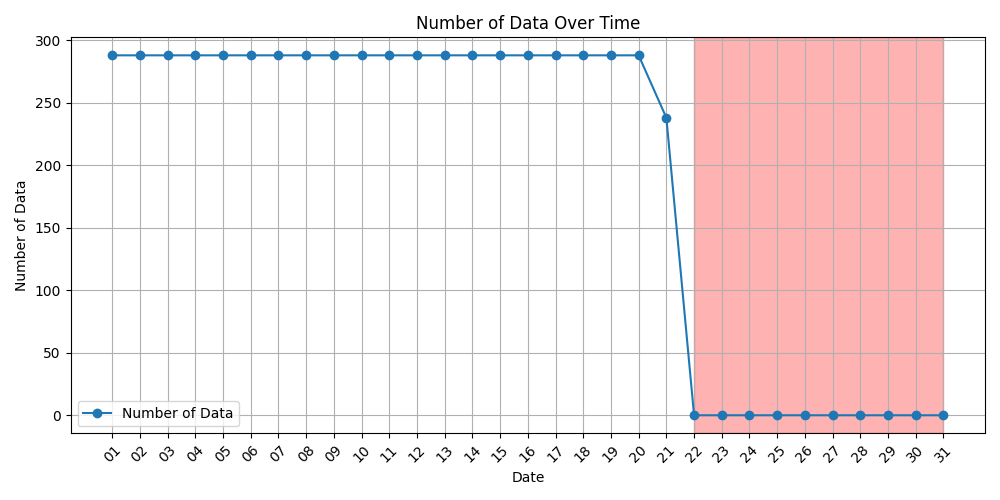 Number of Data Over Time
Number of Data
300
250
200
150
100
50
0
Number of Data
01 02 03 04 05 06 07 08 09 10 11 12 13 14 15 16 17 18 19 20 21 22 23 24 25 26 27 28 29 30 31
Date